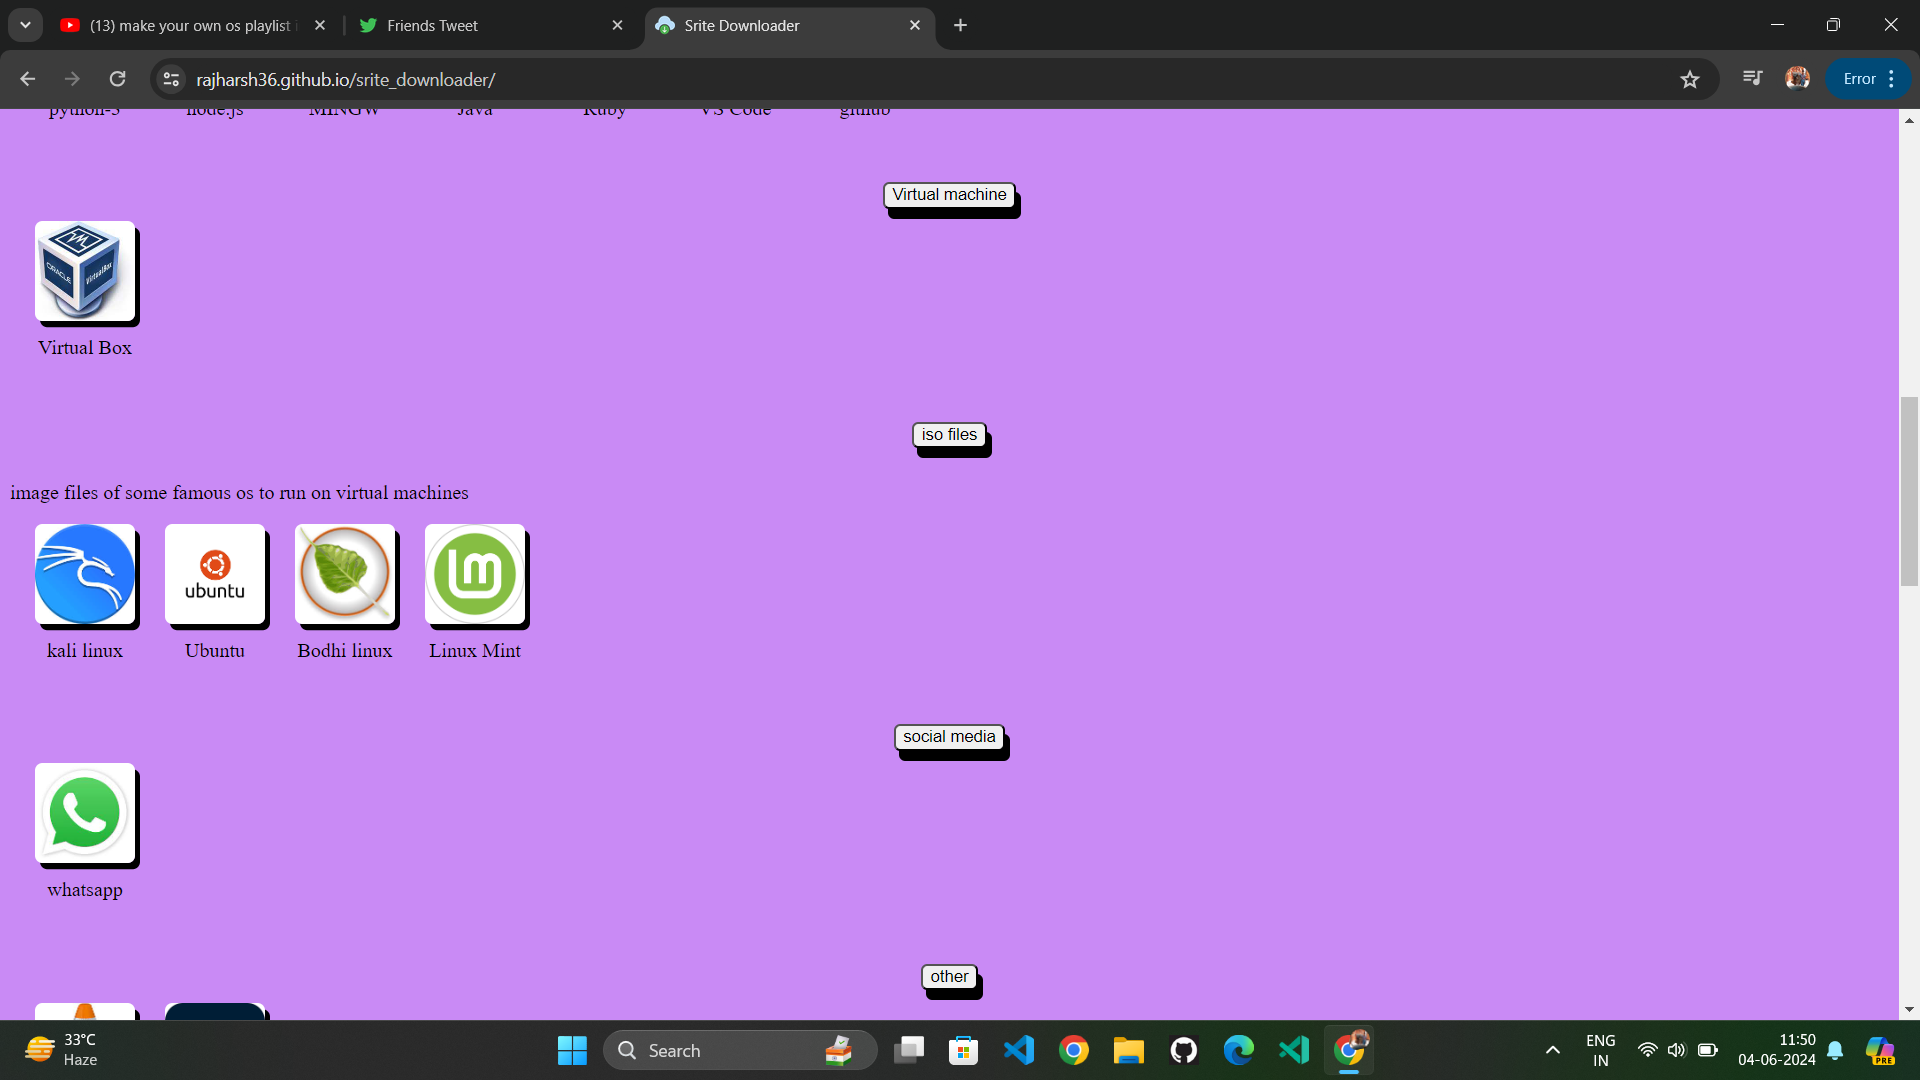 (13) make your own os playlist
Friends Tweet
Srite Downloader
rajharsh36.github.io/srite_downloader/
Error
python-3
node.js
MINGW
Java
Ruby
VS Code
github
Virtual machine
ORACLE
VirtualBox
Virtual Box
iso files
image files of some famous os to run on virtual machines
ubuntu
kali linux
Ubuntu
Bodhi linux
Linux Mint
social media
whatsapp
other
33°C
Haze
Search
PRE
ENG
IN
11:50
04-06-2024